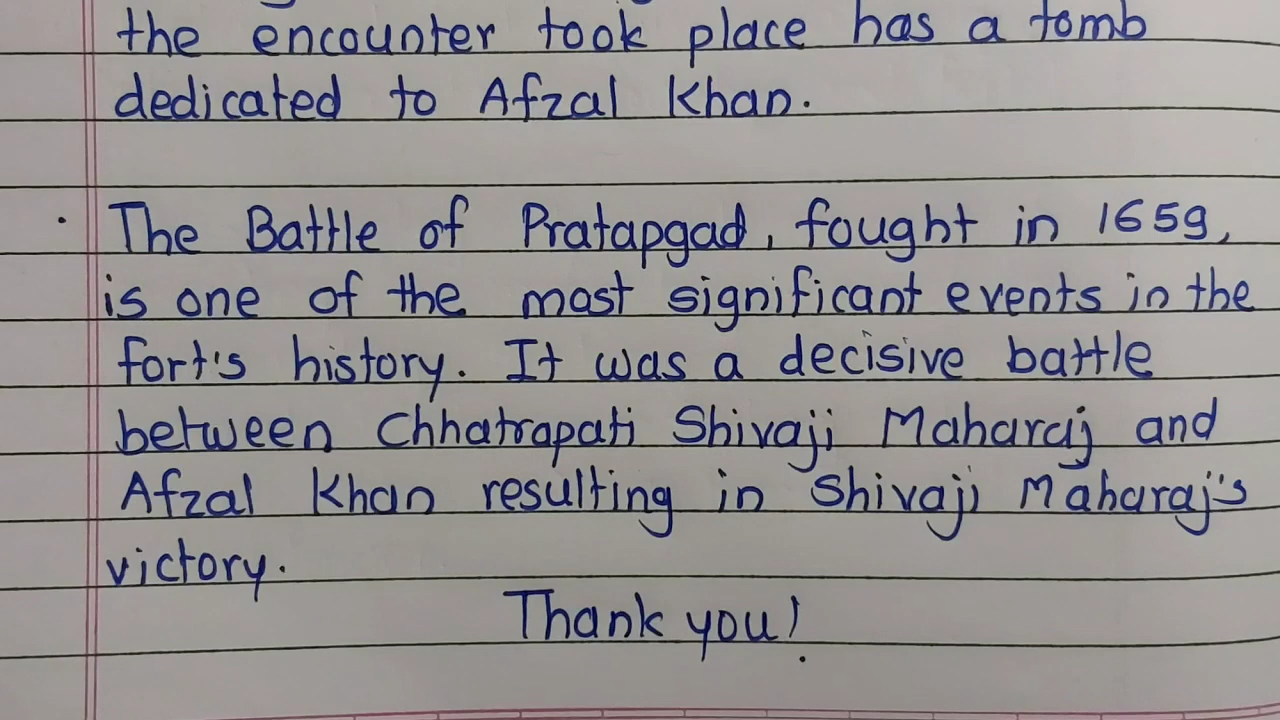 the encounter took place has a tomb
dedicated to Afzal Khan.
• The Battle of Pratapgad, fought in 1659,
is one of the most significant events in the
fort's history. It was a decisive battle
between Chhatrapati Shivaji Maharaj and
Afzal Khan resulting in Shivaji Maharaj's
victory.
Thank you!